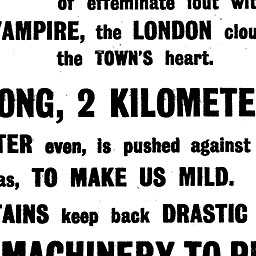 of effeminate lout wit
VAMPIRE, the LONDON clou
the TOWN'S heart.
ONG, 2 KILOMETE
TER even, is pushed against
as, TO MAKE US MILD.
TAINS keep back DRASTIC
MACHINERY TO